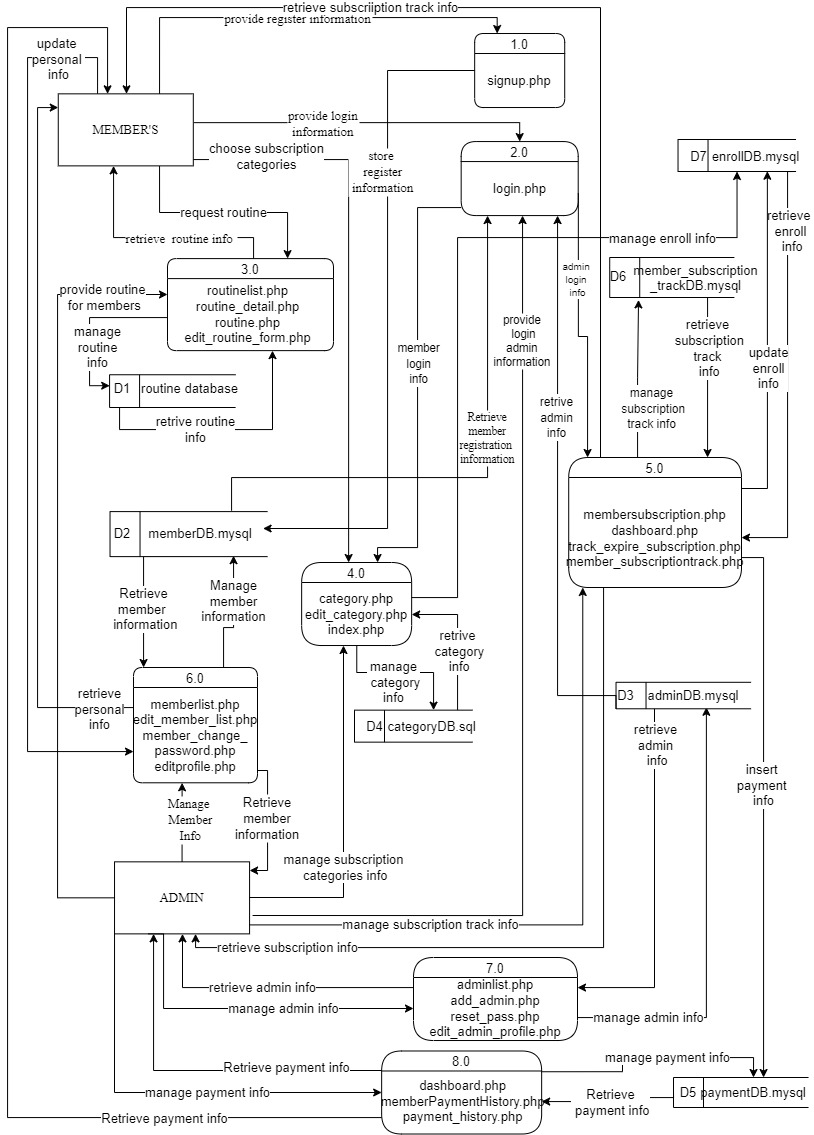 retrieve subscriiption track info
provide register information
update
personal
info
1.0
signup.php
MEMBER'S
provide login
information
choose subscription
categories
store
register
information
2.0
login.php
D7 enrollDB.mysql
request routine
retrieve routine info
manage enroll info
retrieve
enroll
info
3.0
routinelist.php
routine_detail.php
routine.php
edit_routine_form.php
admin
login
info
D6 member_subscription
_trackDB.mysql
provide routine
for members
manage
routine
info
D1 routine database
retrive routine
info
member
login
info
provide
login
admin
information
retrieve
subscription
track
info
update
enroll
info
manage
subscription
track info
retrive
admin
info
Retrieve
member
registration
information
5.0
membersubscription.php
dashboard.php
track_expire_subscription.php
member_subscriptiontrack.php
D2 memberDB.mysql
Retrieve
member
information
Manage
member
information
4.0
category.php
edit_category.php
index.php
retrive
category
info
manage
category
info
D4 categoryDB.sql
6.0
memberlist.php
edit_member_list.php
member_change_
password.php
editprofile.php
retrieve
personal
info
D3 adminDB.mysql
retrieve
admin
info
insert
payment
info
Manage
Member
Info
Retrieve
member
information
manage subscription
categories info
ADMIN
manage subscription track info
retrieve subscription info
7.0
adminlist.php
add_admin.php
reset_pass.php
edit_admin_profile.php
retrieve admin info
manage admin info
manage admin info
8.0
dashboard.php
memberPaymentHistory.php
payment_history.php
Retrieve payment info
manage payment info
manage payment info
Retrieve
payment info
D5 paymentDB.mysql
Retrieve payment info